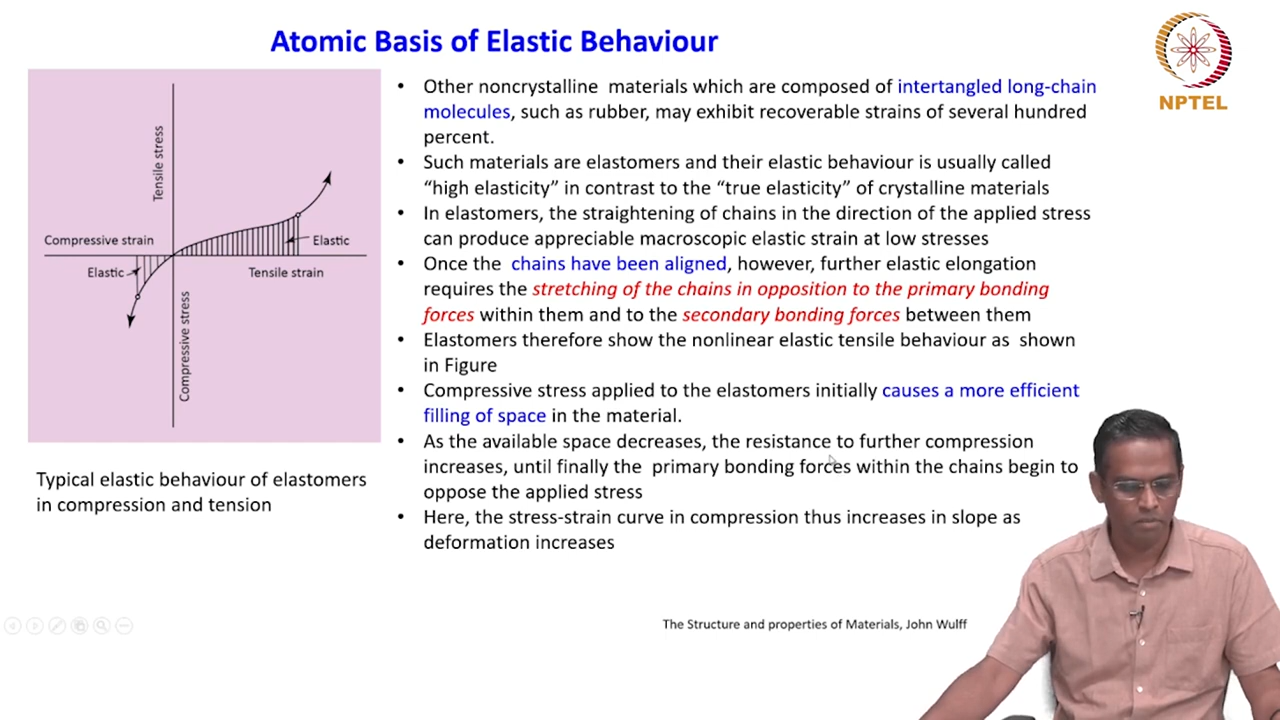 Atomic Basis of Elastic Behaviour
NPTEL
Tensile stress
Compressive strain
Elastic
Elastic
Tensile strain
Compressive stress
Typical elastic behaviour of elastomers
in compression and tension
• Other noncrystalline materials which are composed of intertangled long-chain
molecules, such as rubber, may exhibit recoverable strains of several hundred
percent.
• Such materials are elastomers and their elastic behaviour is usually called
“high elasticity” in contrast to the “true elasticity” of crystalline materials
• In elastomers, the straightening of chains in the direction of the applied stress
can produce appreciable macroscopic elastic strain at low stresses
• Once the chains have been aligned, however, further elastic elongation
requires the stretching of the chains in opposition to the primary bonding
forces within them and to the secondary bonding forces between them
• Elastomers therefore show the nonlinear elastic tensile behaviour as shown
in Figure
• Compressive stress applied to the elastomers initially causes a more efficient
filling of space in the material.
• As the available space decreases, the resistance to further compression
increases, until finally the primary bonding forces within the chains begin to
oppose the applied stress
• Here, the stress-strain curve in compression thus increases in slope as
deformation increases
The Structure and properties of Materials, John Wulff